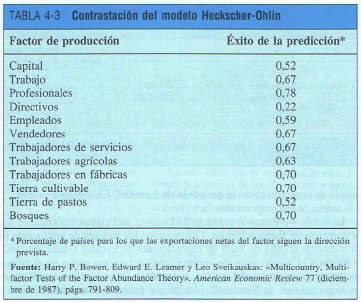 TABLA 4-3 Contrastación del modelo Heckscher-Ohlin
Factor de producción Éxito de la predicción*
Capital 0,52
Trabajo 0,67
Profesionales 0,78
Directivos 0,22
Empleados 0,59
Vendedores 0,67
Trabajadores de servicios 0,67
Trabajadores agrícolas 0,63
Trabajadores en fábricas 0,70
Tierra cultivable 0,70
Tierra de pastos 0,52
Bosques 0,70
* Porcentaje de países para los que las exportaciones netas del factor siguen la dirección
prevista.
Fuente: Harry P. Bowen, Edward E. Leamer y Leo Sveikauskas: «Multicountry, Multi-
factor Tests of the Factor Abundance Theory». American Economic Review 77 (diciem-
bre de 1987), págs. 791-809.